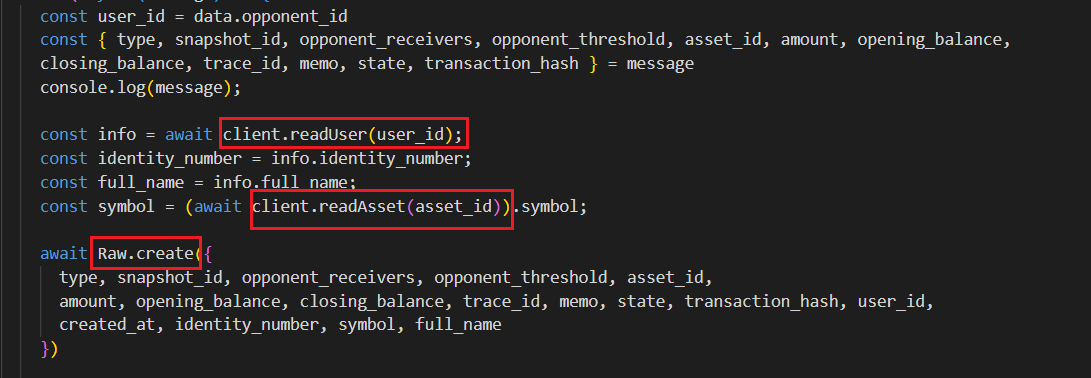 const user_id = data.opponent_id
const { type, snapshot_id, opponent_receivers, opponent_threshold, asset_id, amount, opening_balance,
closing_balance, trace_id, memo, state, transaction_hash } = message
console.log(message);
const info = await client.readUser(user_id);
const identity_number = info.identity_number;
const full_name = info.full_name;
const symbol = (await client.readAsset(asset_id)).symbol;
await Raw.create({
type, snapshot_id, opponent_receivers, opponent_threshold, asset_id,
amount, opening_balance, closing_balance, trace_id, memo, state, transaction_hash, user_id,
created_at, identity_number, symbol, full_name
})